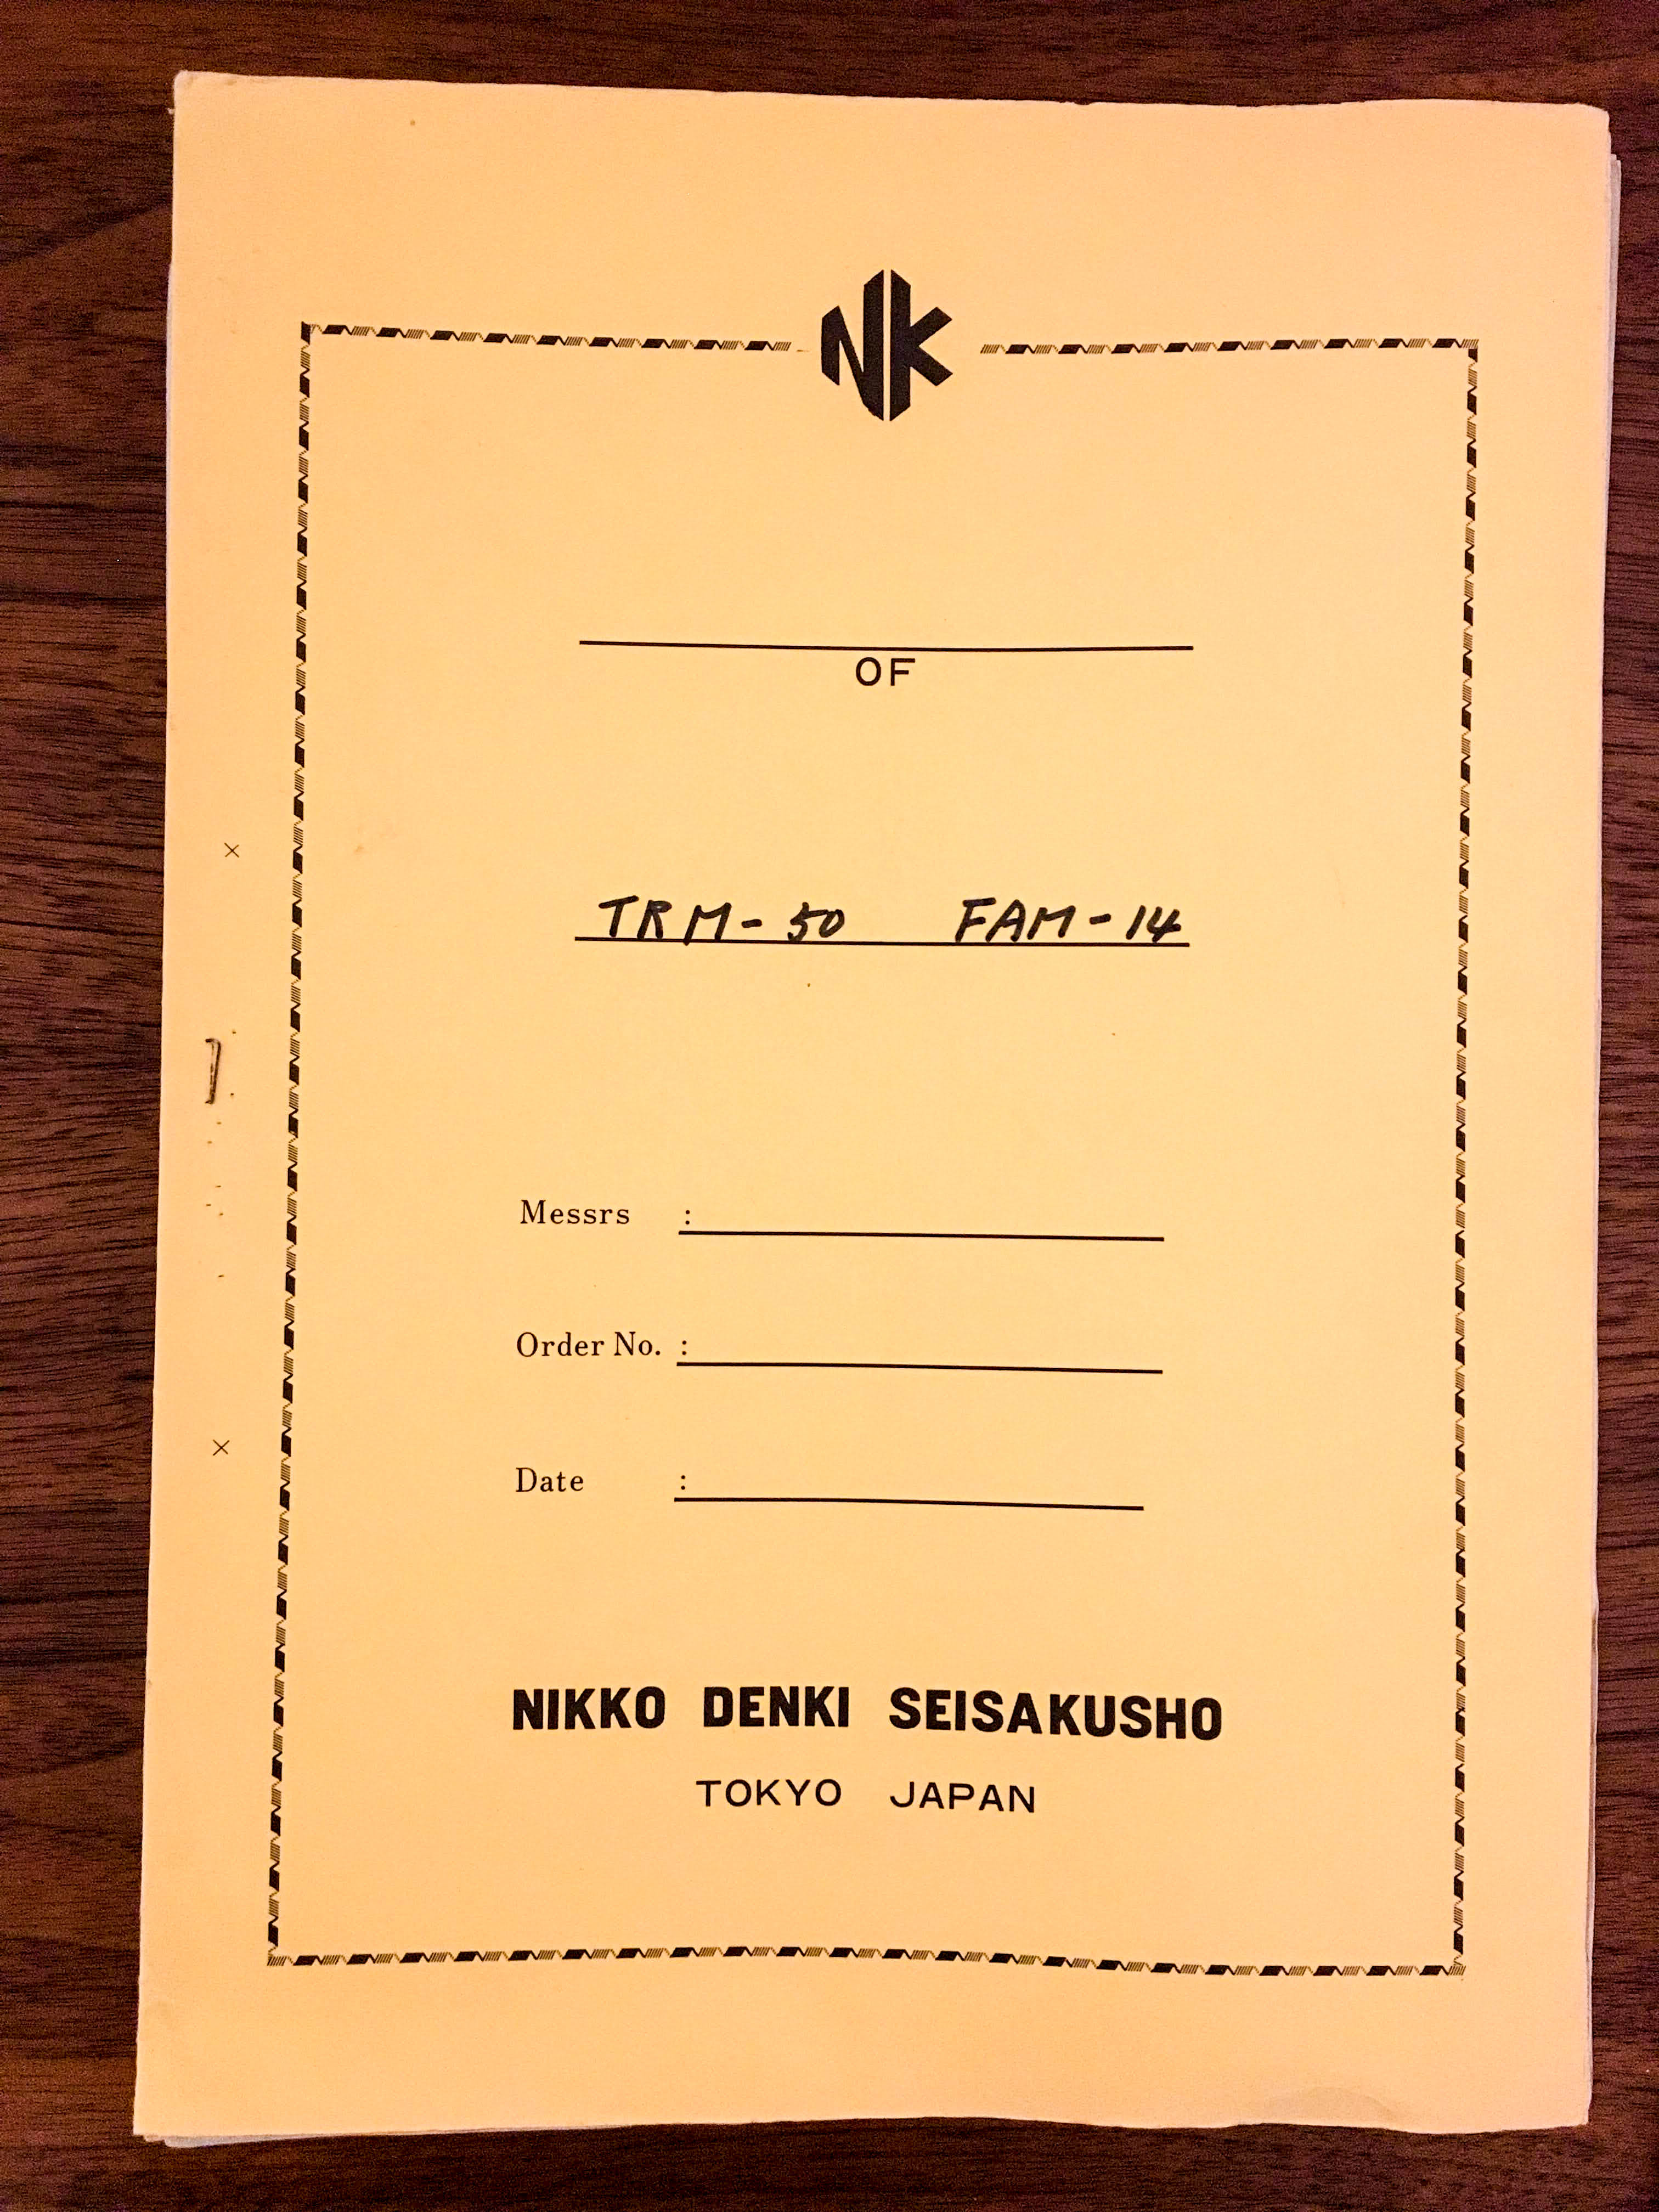 NK
OF
TRM-50 FAM-14
Messrs :
Order No. :
Date :
NIKKO DENKI SEISAKUSHO
TOKYO JAPAN